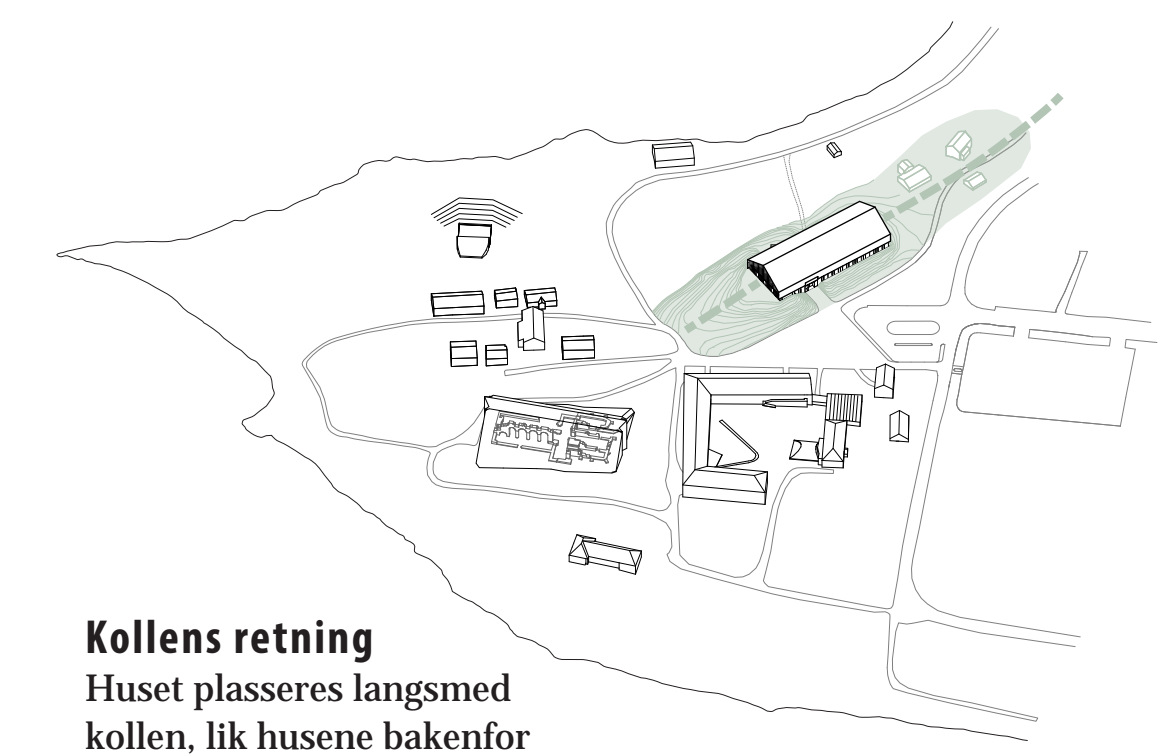 Kollens retning
Huset plasseres langsmed
kollen, lik husene bakenfor